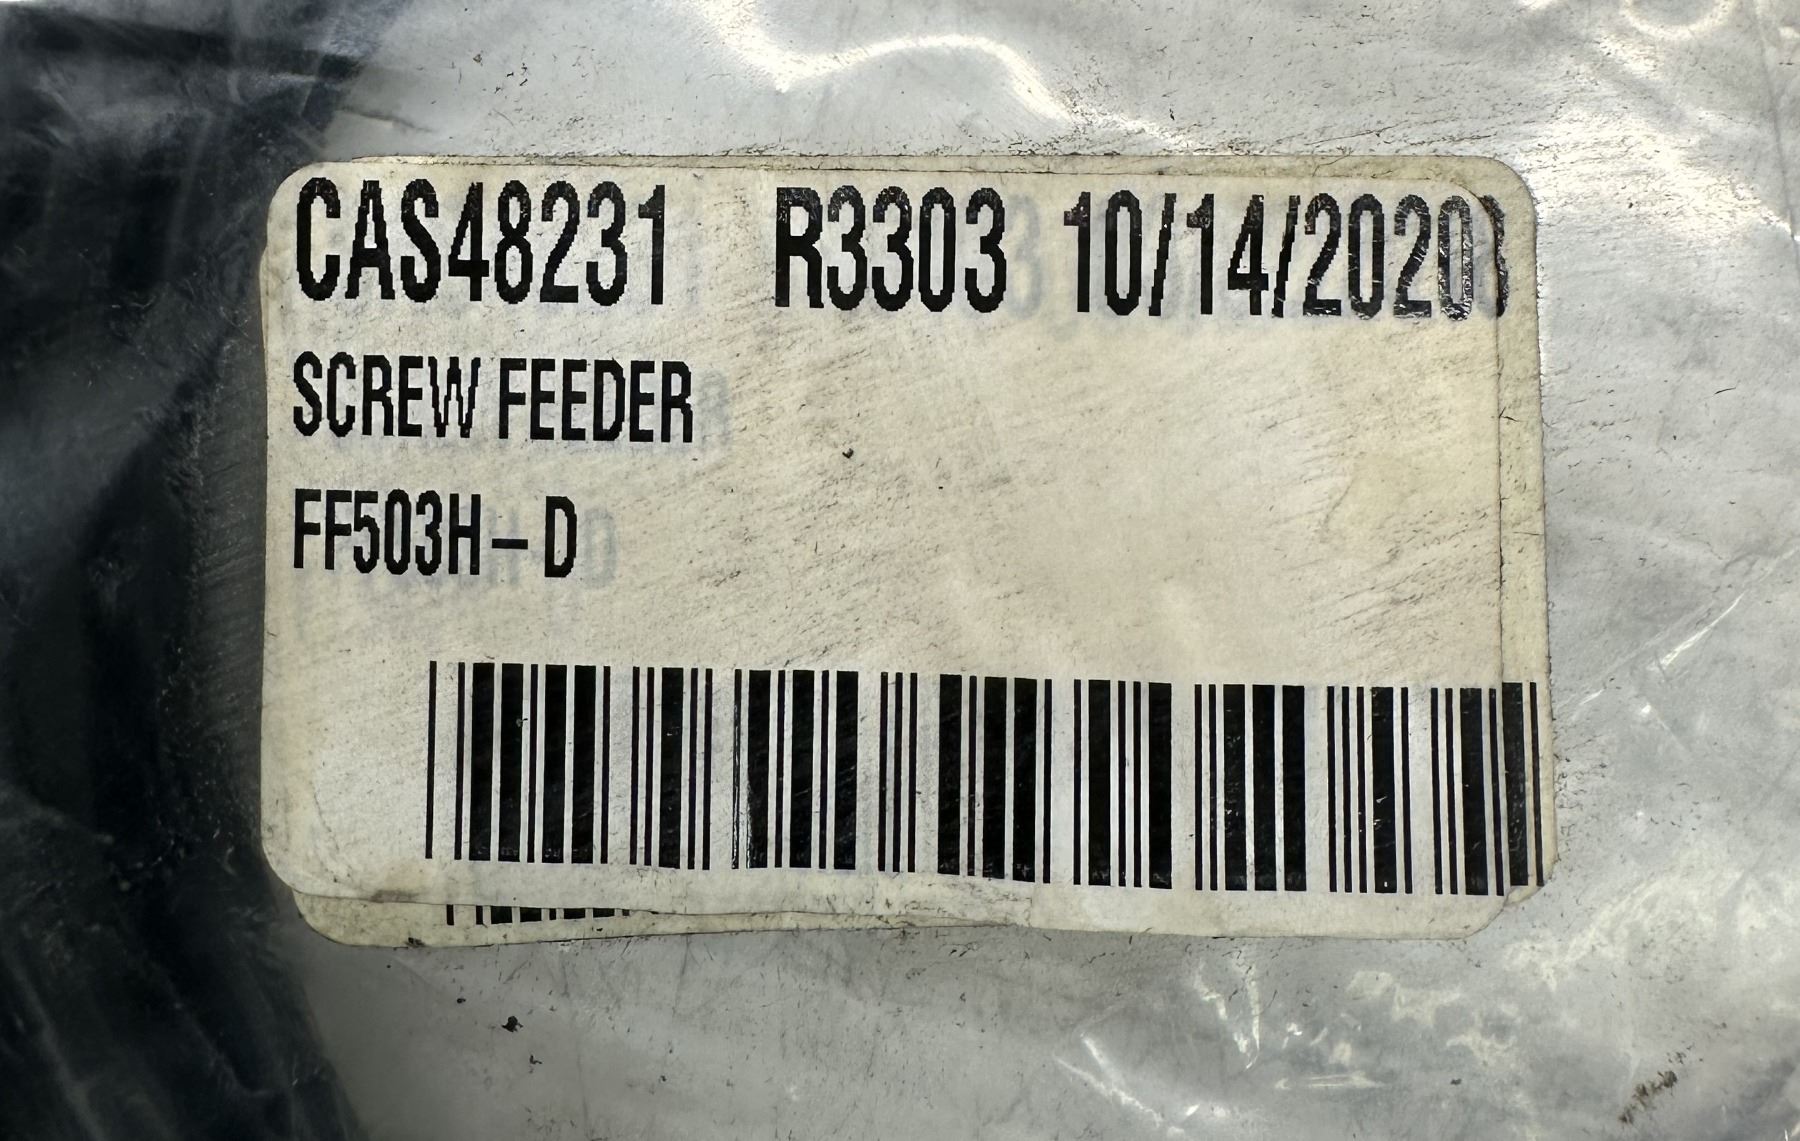 CAS48231 R3303 10/14/2020
SCREW FEEDER
FF503H-D